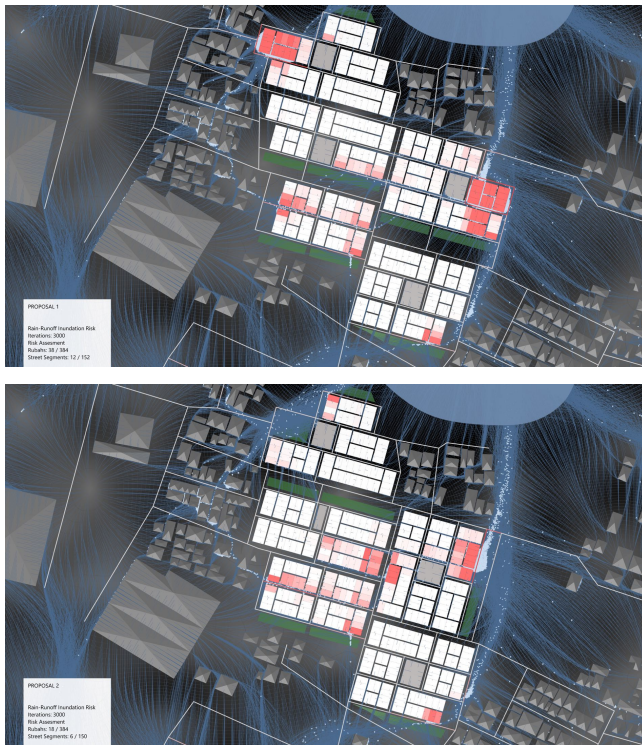 PROPOSAL 1
Rain-Runoff Inundation Risk
Iterations: 3000
Risk Assesment
Rubahs: 38 / 384
Street Segments: 12 / 152
PROPOSAL 2
Rain-Runoff Inundation Risk
Iterations: 3000
Risk Assesment
Rubahs: 18 / 384
Street Segments: 6 / 150